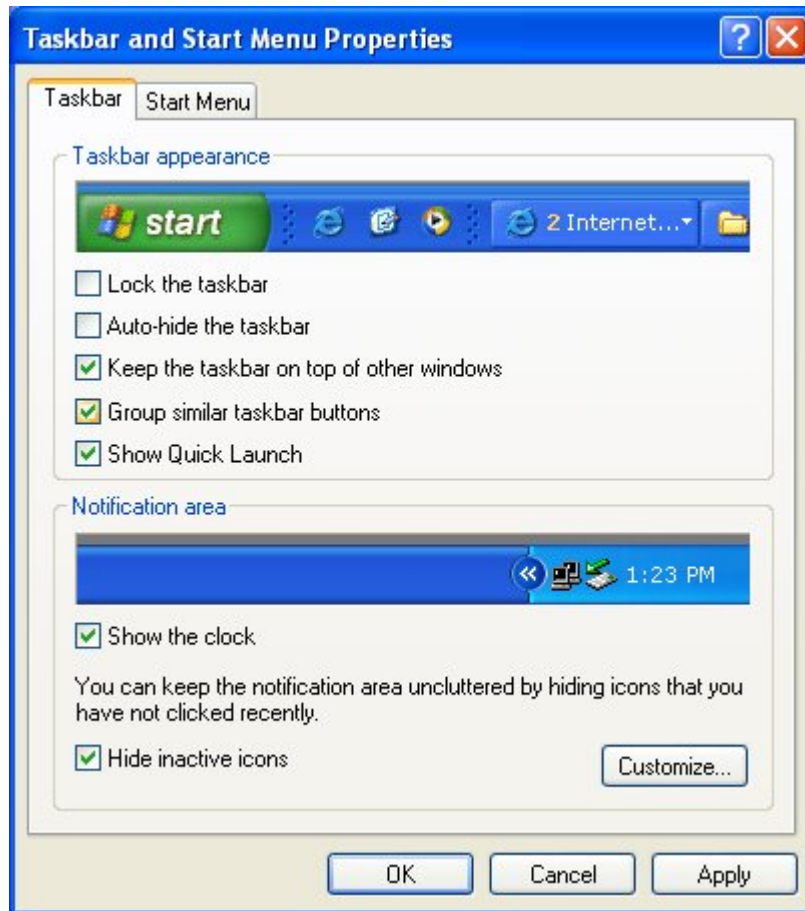 Taskbar and Start Menu Properties
?
Taskbar
Start Menu
Taskbar appearance
start
2 Internet...
Lock the taskbar
Auto-hide the taskbar
Keep the taskbar on top of other windows
Group similar taskbar buttons
Show Quick Launch
Notification area
1:23 PM
Show the clock
You can keep the notification area uncluttered by hiding icons that you
have not clicked recently.
Hide inactive icons
Customize...
OK
Cancel
Apply